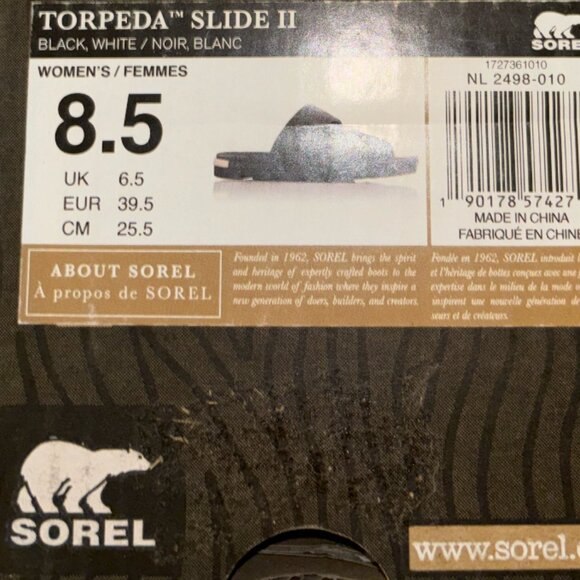 TORPEDA™ SLIDE II
BLACK, WHITE / NOIR, BLANC
SOREL
WOMEN'S / FEMMES
8.5
UK 6.5
EUR 39.5
CM 25.5
1727361010
NL 2498-010
1 90178 57427
MADE IN CHINA
FABRIQUÉ EN CHINE
ABOUT SOREL
À propos de SOREL
Founded in 1962, SOREL brings the spirit
and heritage of expertly crafted boots to the
modern world of fashion where they inspire a
new generation of doers, builders, and creators.
Fondée en 1962, SOREL introduit
et l'héritage de bottes conçues avec une
expertise dans le milieu de la mode
inspirent une nouvelle génération
seurs et de créateurs.
SOREL
www.sorel.